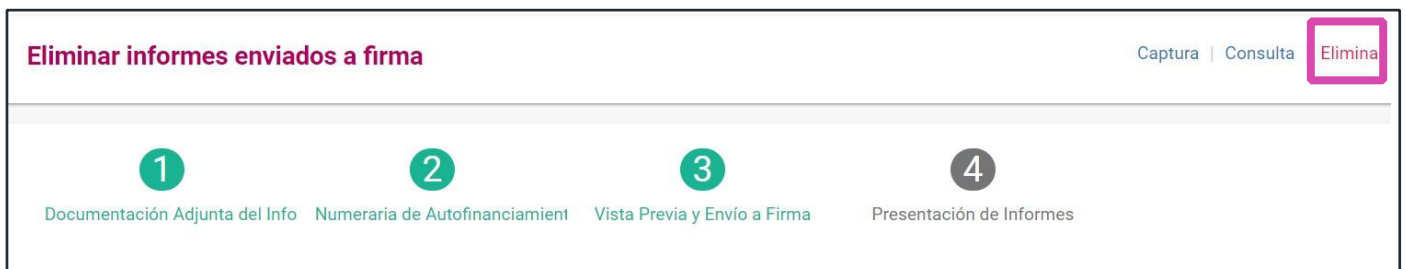 Eliminar informes enviados a firma
Captura | Consulta Elimina
1 2 3 4
Documentación Adjunta del Info Numeraria de Autofinanciamient Vista Previa y Envío a Firma Presentación de Informes